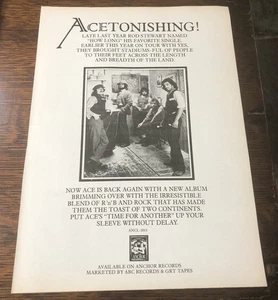 ACETONISHING!
LATE LAST YEAR ROD STEWART NAMED
"HOW LONG" HIS FAVORITE SINGLE.
EARLIER THIS YEAR ON TOUR WITH YES,
THEY BROUGHT STADIUMS-FUL OF PEOPLE
TO THEIR FEET ACROSS THE LENGTH
AND BREADTH OF THE LAND.
NOW ACE IS BACK AGAIN WITH A NEW ALBUM
BRIMMING OVER WITH THE IRRESISTIBLE
BLEND OF R'n'B AND ROCK THAT HAS MADE
THEM THE TOAST OF TWO CONTINENTS.
PUT ACE'S "TIME FOR ANOTHER" UP YOUR
SLEEVE WITHOUT DELAY.
AVAILABLE ON ANCHOR RECORDS
MARKETED BY ABC RECORDS & GRT TAPES